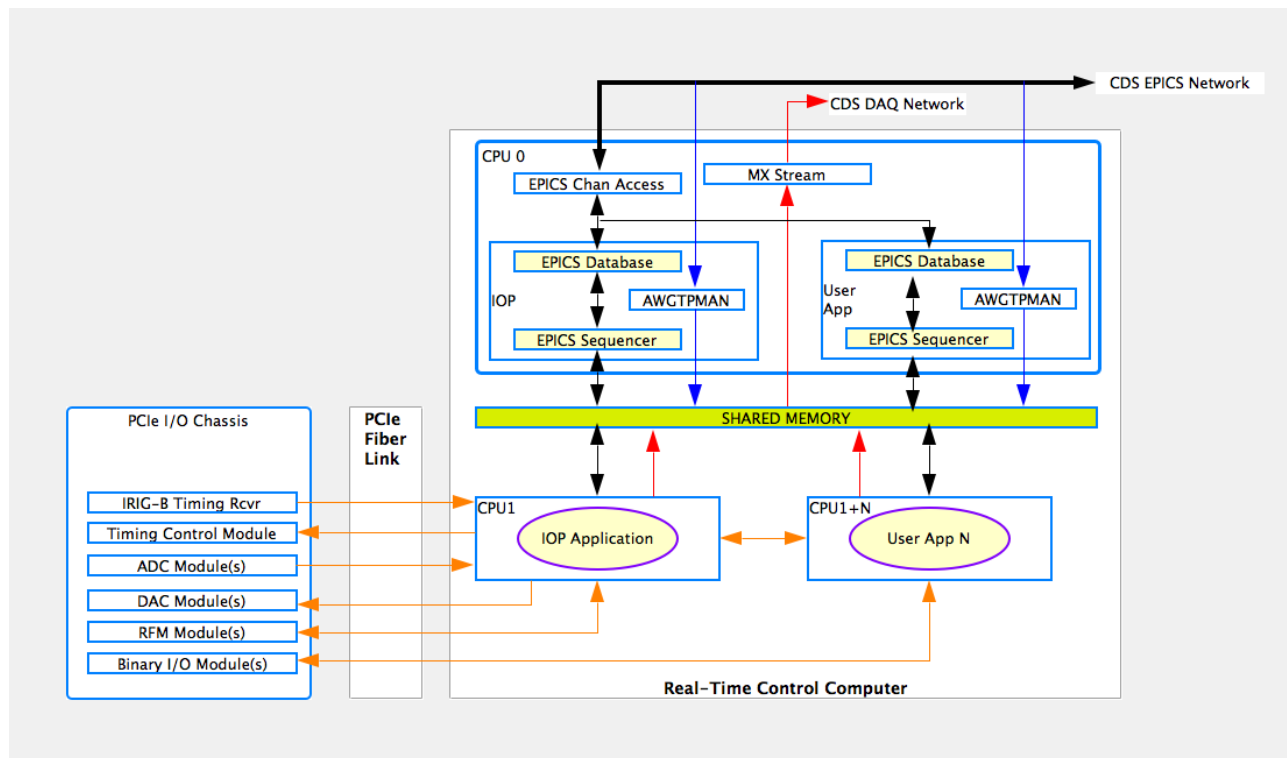 CDS EPICS Network
CDS DAQ Network
CPU 0
MX Stream
EPICS Chan Access
EPICS Database
EPICS Database
IOP
AWGTPMAN
User
App
AWGTPMAN
EPICS Sequencer
EPICS Sequencer
SHARED MEMORY
PCIe I/O Chassis
PCIe
Fiber
Link
IRIG-B Timing Rcvr
Timing Control Module
ADC Module(s)
DAC Module(s)
RFM Module(s)
Binary I/O Module(s)
CPU1
IOP Application
CPU1+N
User App N
Real-Time Control Computer